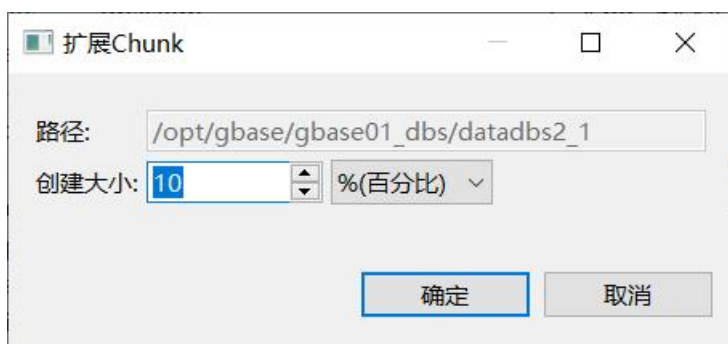 扩展Chunk
路径: /opt/gbase/gbase01_dbs/datadbs2_1
创建大小: 10 %(百分比)
确定 取消